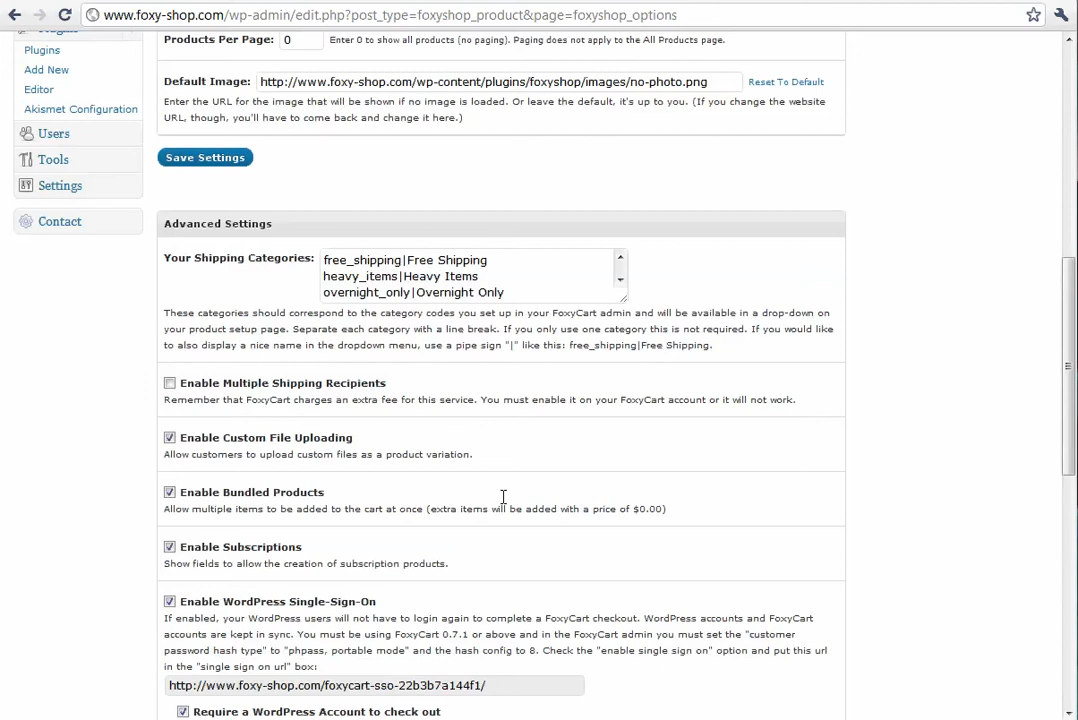 www.foxy-shop.com/wp-admin/edit.php?post_type=foxyshop_product&page=foxyshop_options
Plugins
Plugins
Add New
Editor
Akismet Configuration
Users
Tools
Settings
Contact
Products Per Page: 0 Enter 0 to show all products (no paging). Paging does not apply to the All Products page.
Default Image: http://www.foxy-shop.com/wp-content/plugins/foxyshop/images/no-photo.png Reset To Default
Enter the URL for the image that will be shown if no image is loaded. Or leave the default, it's up to you. (If you change the website
URL, though, you'll have to come back and change it here.)
Save Settings
Advanced Settings
Your Shipping Categories: free_shipping|Free Shipping
heavy_items|Heavy Items
overnight_only|Overnight Only
These categories should correspond to the category codes you set up in your FoxyCart admin and will be available in a drop-down on
your product setup page. Separate each category with a line break. If you only use one category this is not required. If you would like
to also display a nice name in the dropdown menu, use a pipe sign "|" like this: free_shipping|Free Shipping.
Enable Multiple Shipping Recipients
Remember that FoxyCart charges an extra fee for this service. You must enable it on your FoxyCart account or it will not work.
Enable Custom File Uploading
Allow customers to upload custom files as a product variation.
Enable Bundled Products
Allow multiple items to be added to the cart at once (extra items will be added with a price of $0.00)
Enable Subscriptions
Show fields to allow the creation of subscription products.
Enable WordPress Single-Sign-On
If enabled, your WordPress users will not have to login again to complete a FoxyCart checkout. WordPress accounts and FoxyCart
accounts are kept in sync. You must be using FoxyCart 0.7.1 or above and in the FoxyCart admin you must set the "customer
password hash type" to "phpass, portable mode" and the hash config to 8. Check the "enable single sign on" option and put this url
in the "single sign on url" box:
http://www.foxy-shop.com/foxycart-sso-22b3b7a144f1/
Require a WordPress Account to check out